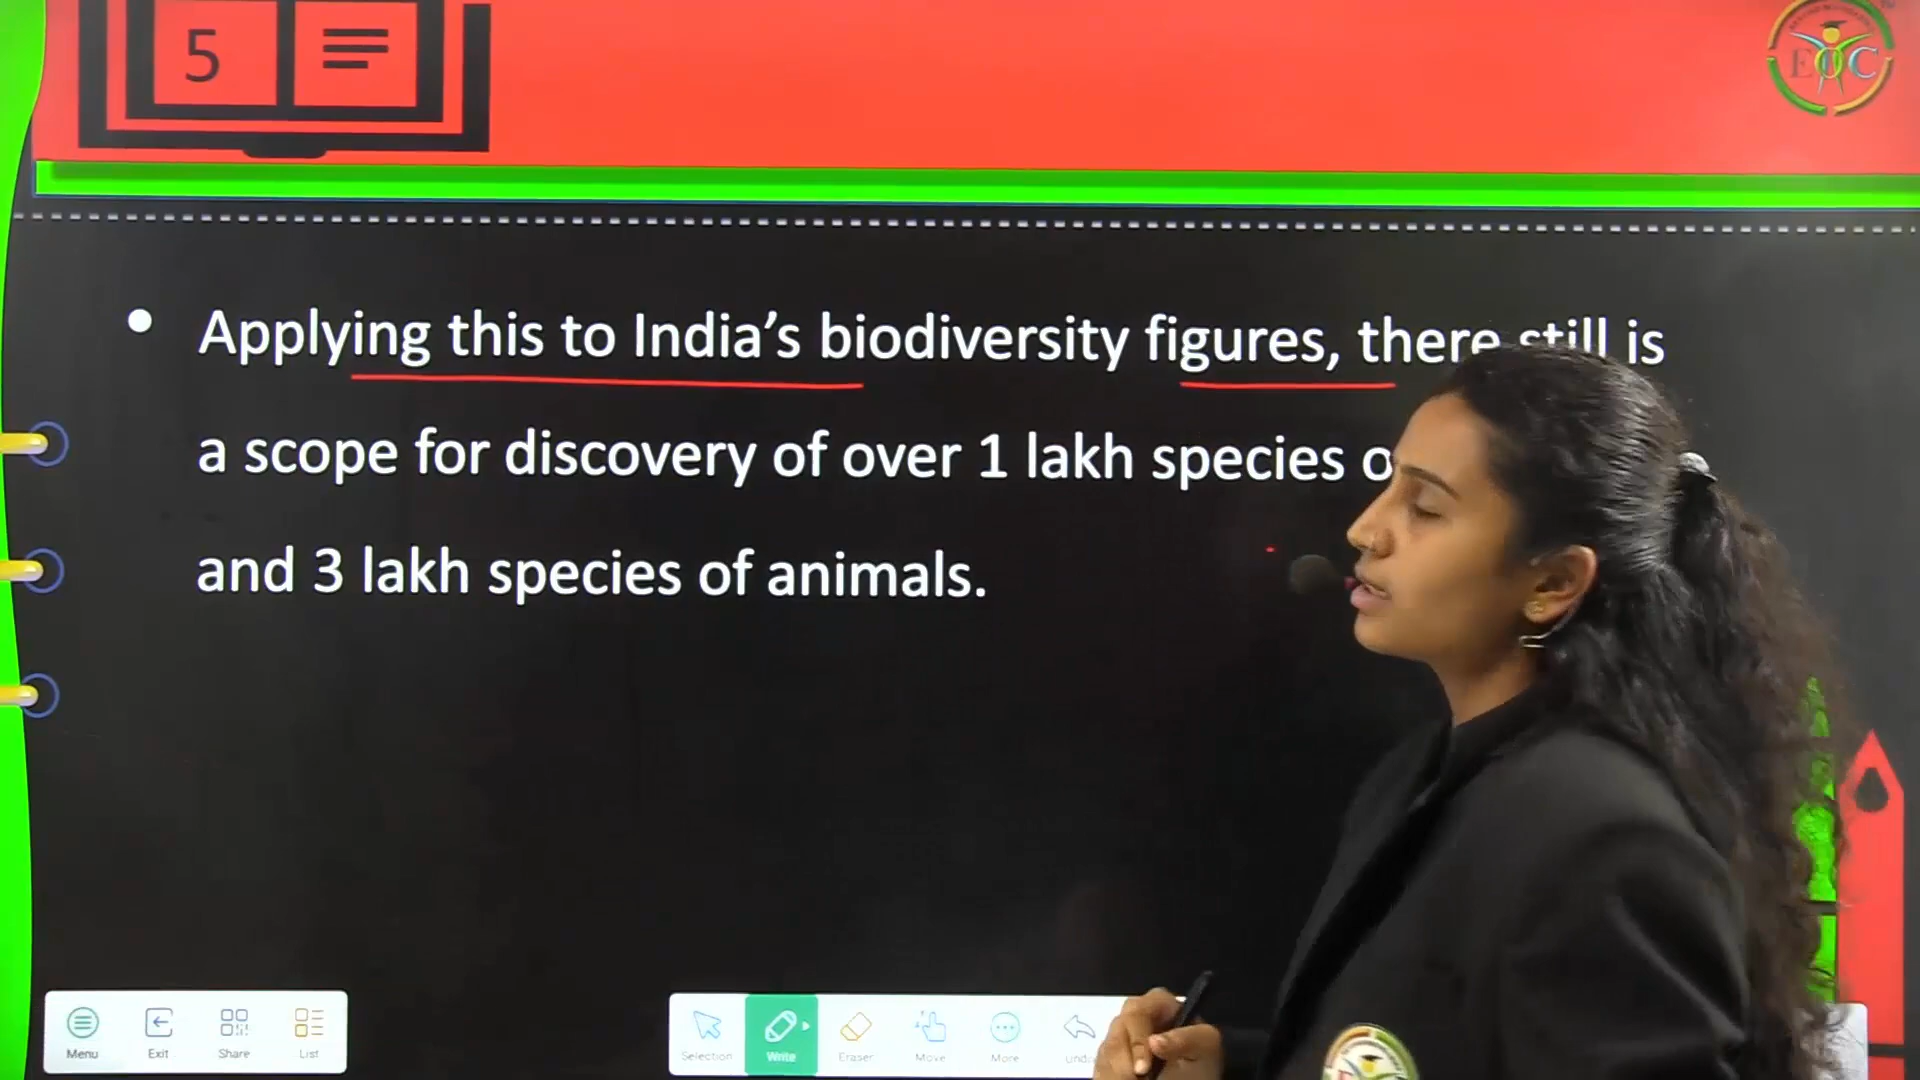 5
EOC
Applying this to India’s biodiversity figures, there still is
a scope for discovery of over 1 lakh species
and 3 lakh species of animals.
Menu Exit Share List Selection Write Eraser Move More